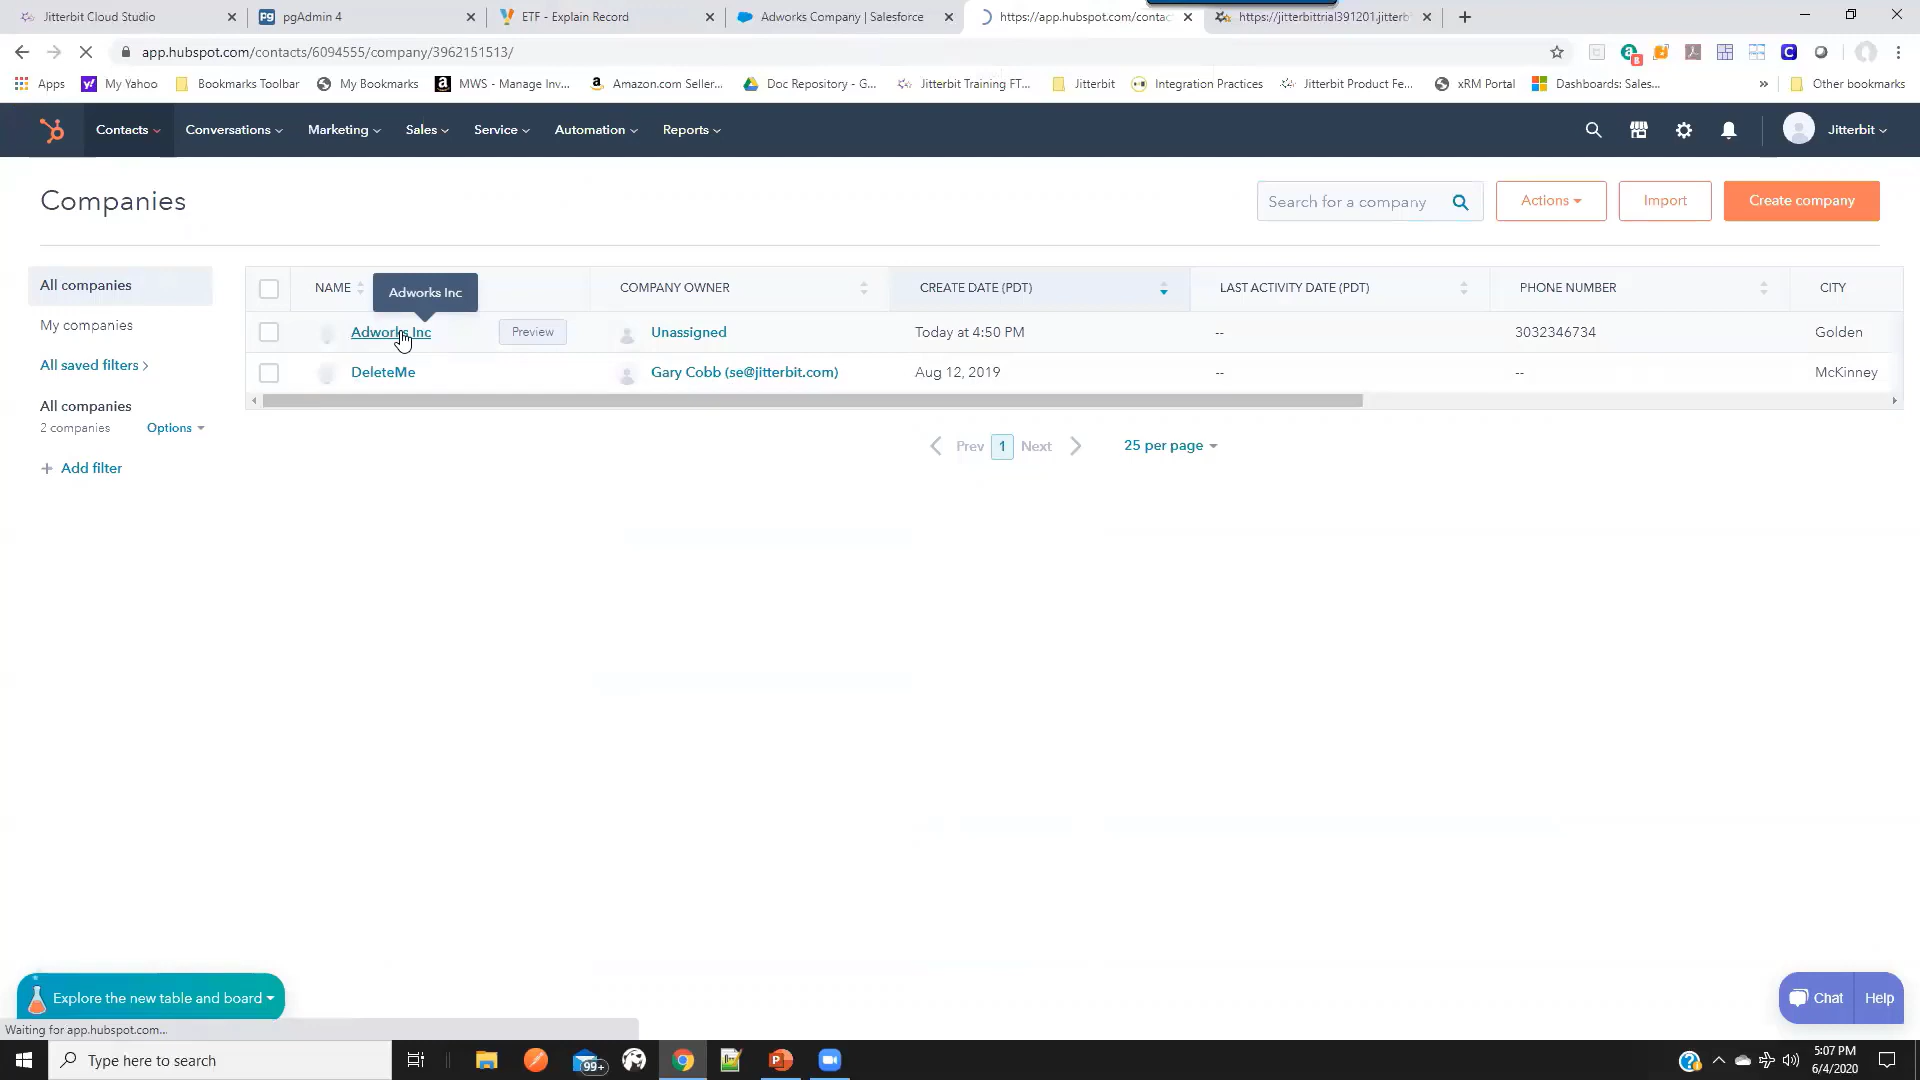 Jitterbit Cloud Studio
pgAdmin 4
ETF - Explain Record
Adworks Company | Salesforce
https://app.hubspot.com/contac
https://jitterbittrial391201.jitterb
app.hubspot.com/contacts/6094555/company/3962151513/
Apps
My Yahoo
Bookmarks Toolbar
My Bookmarks
MWS - Manage Inv...
Amazon.com Seller...
Doc Repository - G...
Jitterbit Training FT...
Jitterbit
Integration Practices
Jitterbit Product Fe...
xRM Portal
Dashboards: Sales...
»
Other bookmarks
Contacts
Conversations
Marketing
Sales
Service
Automation
Reports
Jitterbit
Companies
Search for a company
Actions
Import
Create company
All companies
My companies
All saved filters
All companies
2 companies
Options
+ Add filter
NAME
Adworks Inc
COMPANY OWNER
CREATE DATE (PDT)
LAST ACTIVITY DATE (PDT)
PHONE NUMBER
CITY
Adworks Inc
Preview
Unassigned
Today at 4:50 PM
--
3032346734
Golden
DeleteMe
Gary Cobb (se@jitterbit.com)
Aug 12, 2019
--
--
McKinney
Prev
1
Next
25 per page
Explore the new table and board
Chat
Help
Waiting for app.hubspot.com...
Type here to search
99+
5:07 PM
6/4/2020